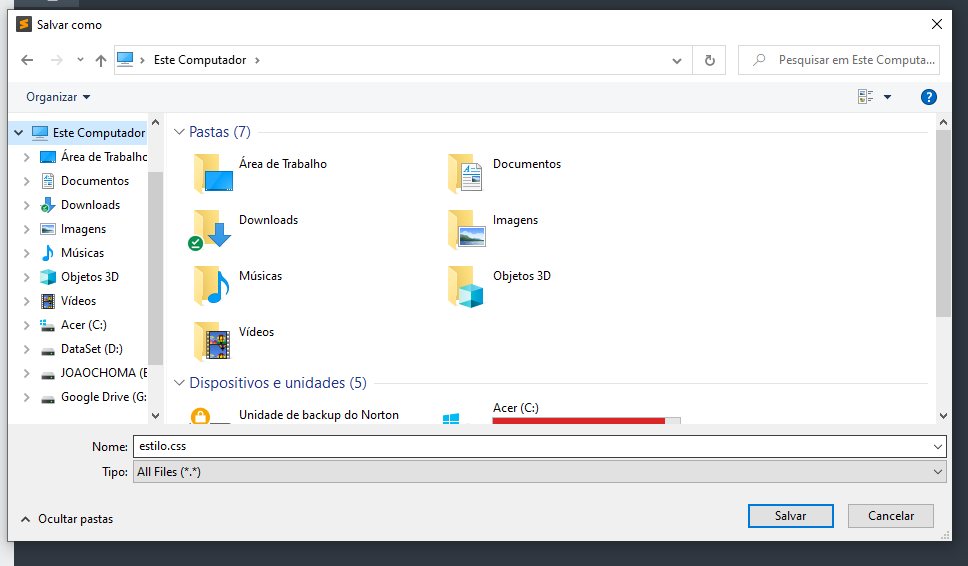 Salvar como
Este Computador
Pesquisar em Este Computa...
Organizar
?
Este Computador
Área de Trabalho
Documentos
Downloads
Imagens
Músicas
Objetos 3D
Vídeos
Acer (C:)
DataSet (D:)
JOAOCHOMA (E
Google Drive (G:
Pastas (7)
Área de Trabalho
Documentos
Downloads
Imagens
Músicas
Objetos 3D
Vídeos
Dispositivos e unidades (5)
Unidade de backup do Norton
Acer (C:)
Nome: estilo.css
Tipo: All Files (*.*)
Ocultar pastas
Salvar
Cancelar